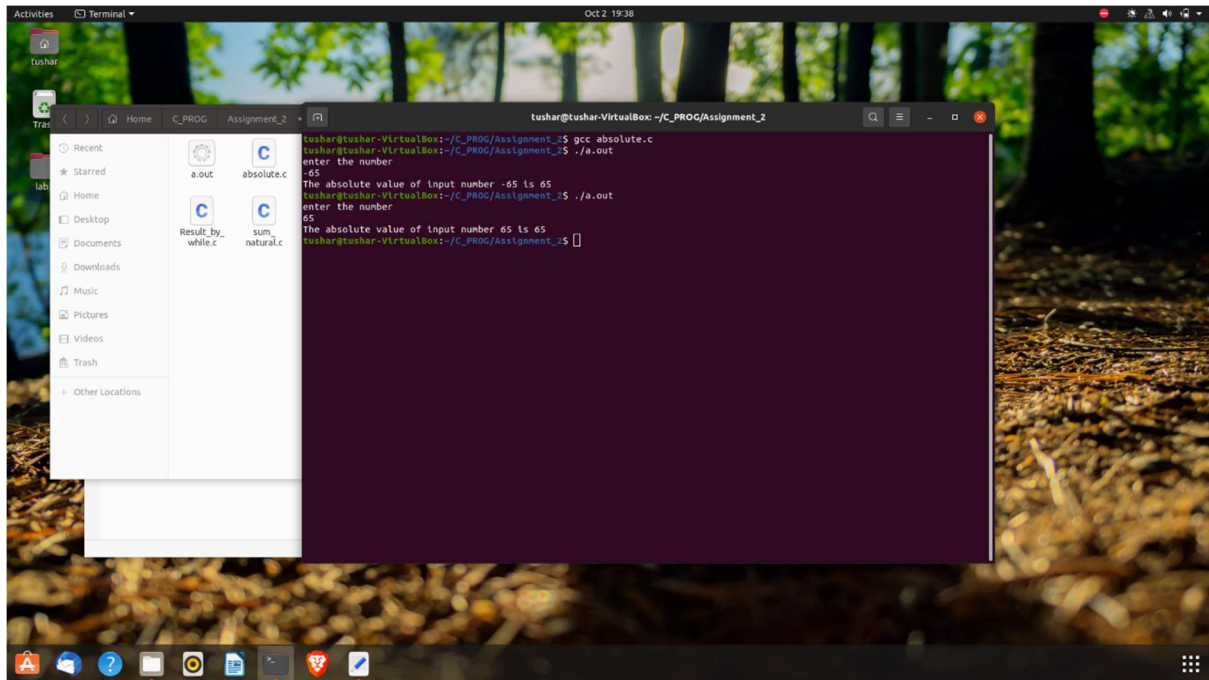 Activities Terminal Oct 2 19:38
tushar
Tras
lab
Home C_PROG Assignment_2
Recent
Starred
Home
Desktop
Documents
Downloads
Music
Pictures
Videos
Trash
+ Other Locations
a.out absolute.c
Result_by_
while.c
sum_
natural.c
tushar@tushar-VirtualBox: ~/C_PROG/Assignment_2
tushar@tushar-VirtualBox:~/C_PROG/Assignment_2$ gcc absolute.c
tushar@tushar-VirtualBox:~/C_PROG/Assignment_2$ ./a.out
enter the number
-65
The absolute value of input number -65 is 65
tushar@tushar-VirtualBox:~/C_PROG/Assignment_2$ ./a.out
enter the number
65
The absolute value of input number 65 is 65
tushar@tushar-VirtualBox:~/C_PROG/Assignment_2$